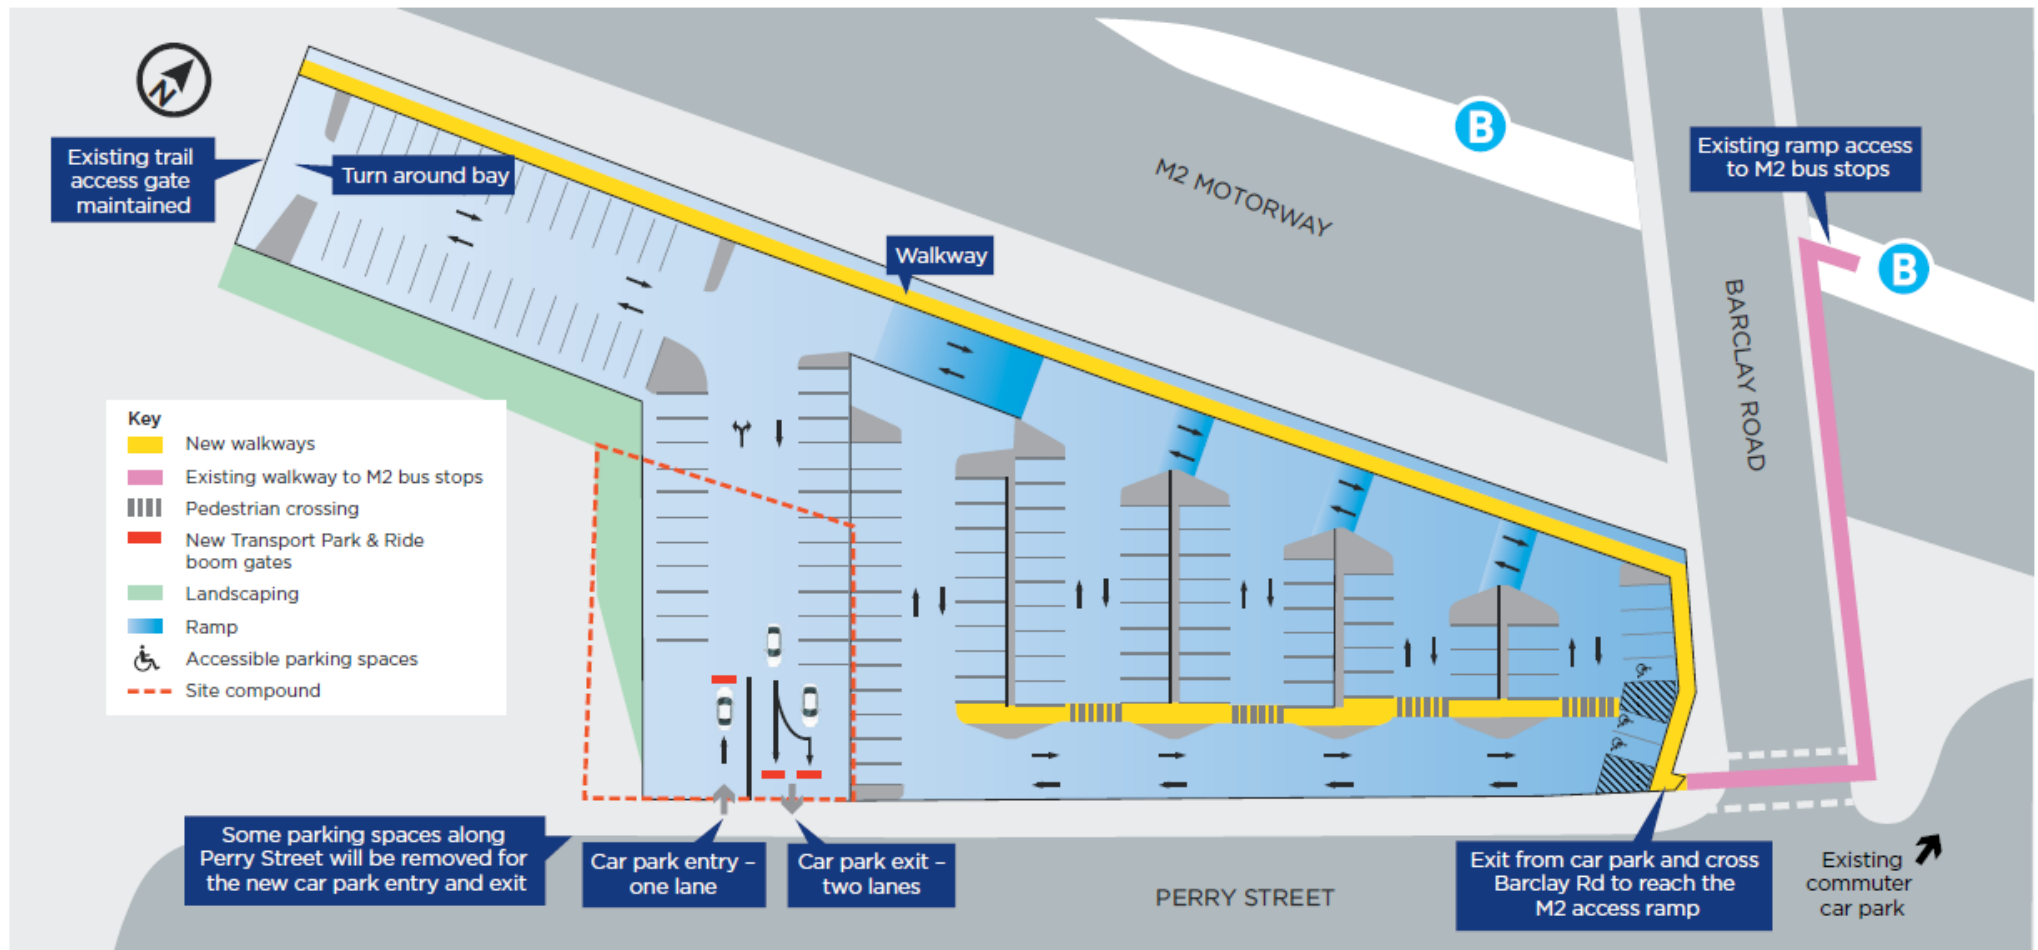 N
Existing trail
access gate
maintained
Turn around bay
B
M2 MOTORWAY
Existing ramp access
to M2 bus stops
Walkway
B
BARCLAY ROAD
Key
New walkways
Existing walkway to M2 bus stops
Pedestrian crossing
New Transport Park & Ride
boom gates
Landscaping
Ramp
Accessible parking spaces
Site compound
Some parking spaces along
Perry Street will be removed for
the new car park entry and exit
Car park entry –
one lane
Car park exit –
two lanes
PERRY STREET
Exit from car park and cross
Barclay Rd to reach the
M2 access ramp
Existing
commuter
car park